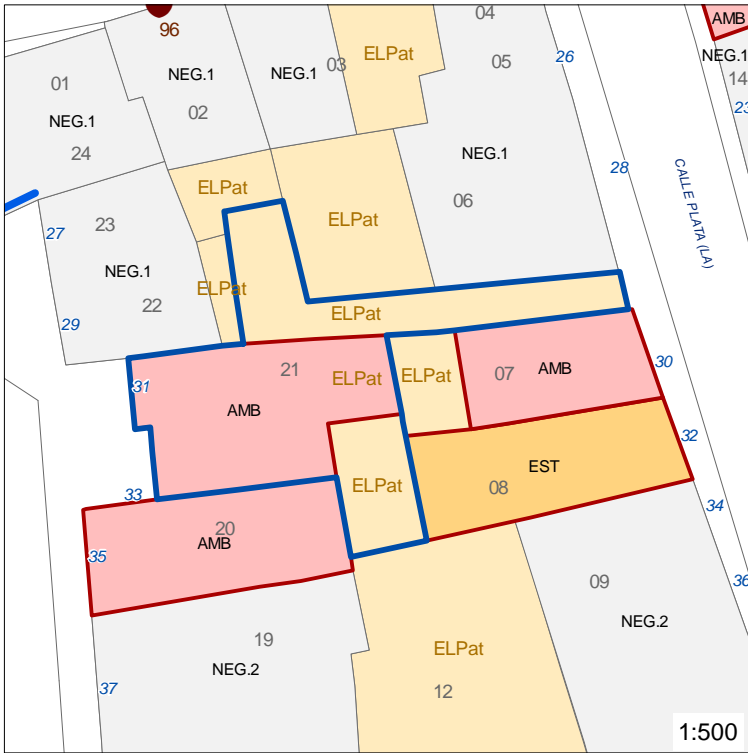 04
AMB
96
03
ELPat
05
26
NEG.1
01
NEG.1
NEG.1
14
NEG.1
02
23
24
NEG.1
28
CALLE PLATA (LA)
ELPat
06
23
ELPat
27
NEG.1
22
ELPat
29
ELPat
21
ELPat
ELPat
07
AMB
30
31
AMB
EST
32
ELPat
08
33
34
20
AMB
35
36
09
NEG.2
19
NEG.2
ELPat
37
12
1:500